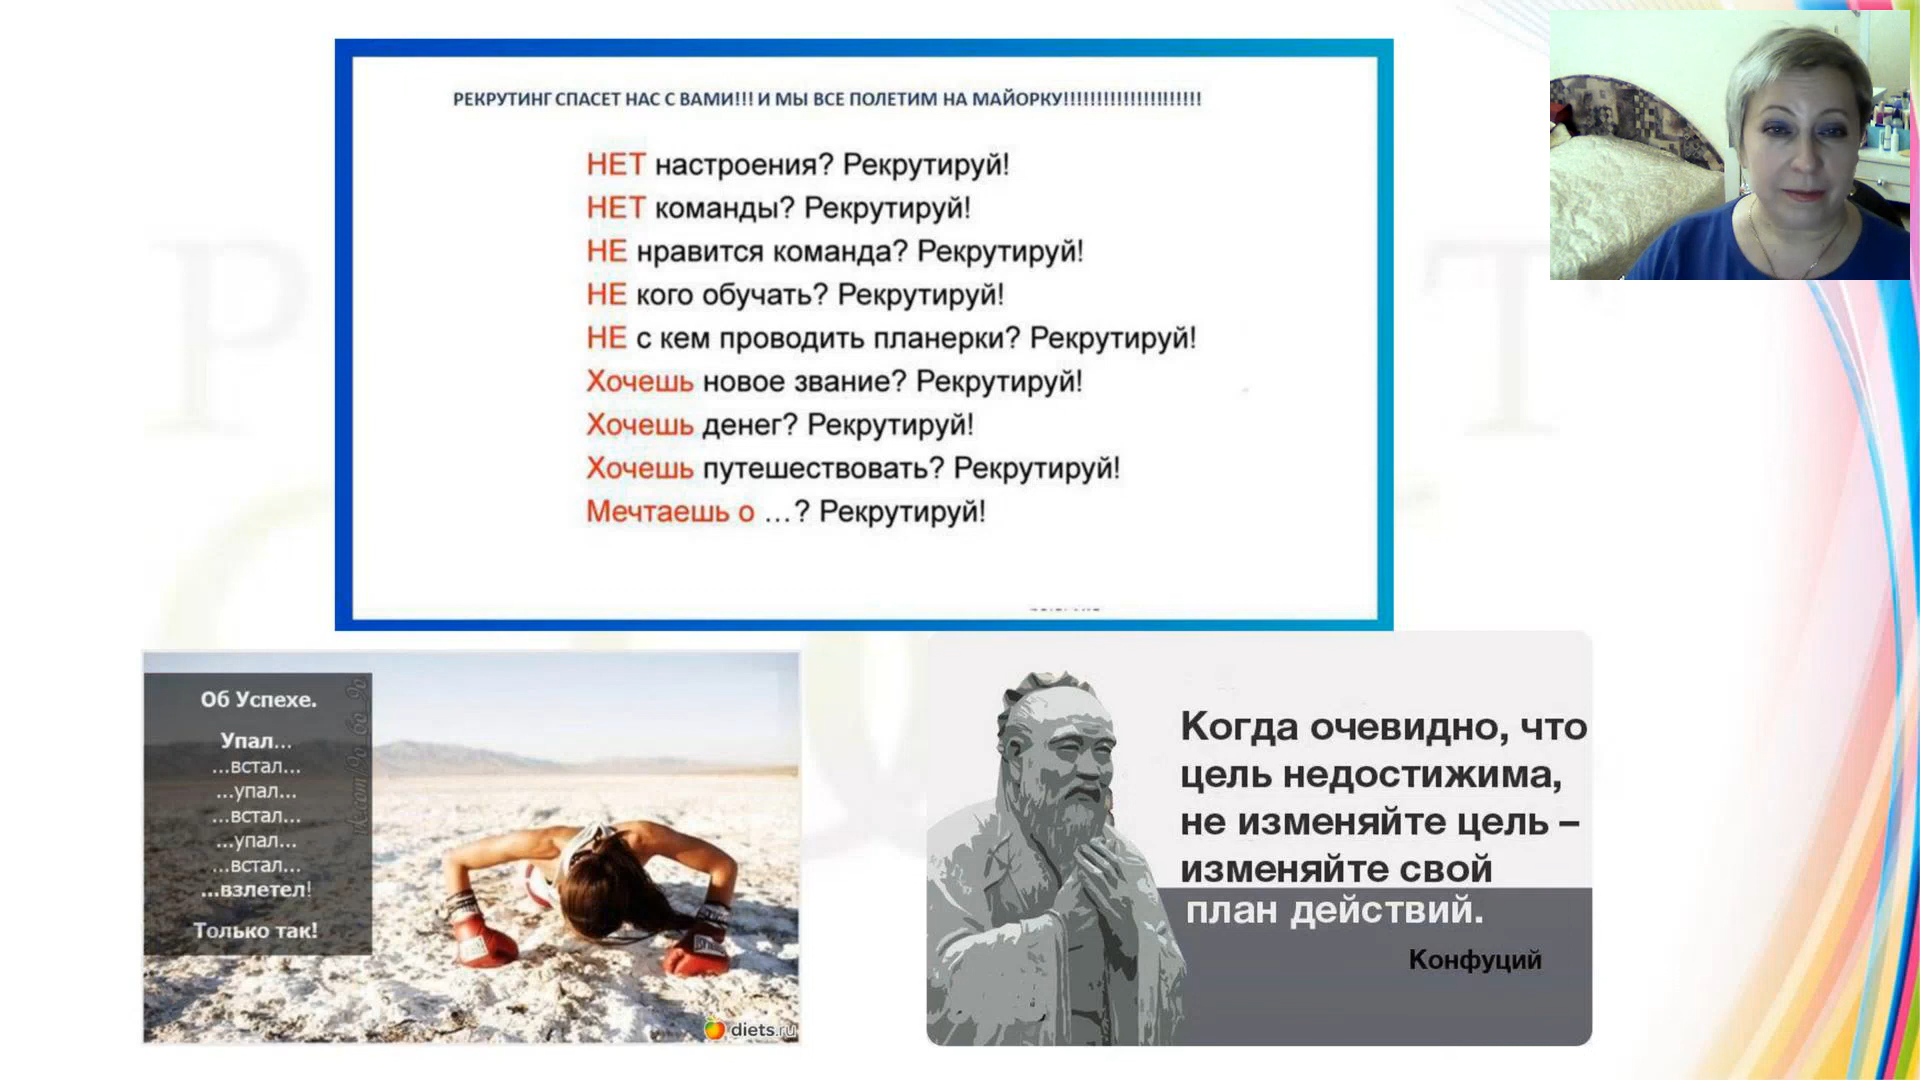 РЕКРУТИНГ СПАСЕТ НАС С ВАМИ!!! И МЫ ВСЕ ПОЛЕТИМ НА МАЙОРКУ!!!!!!!!!!!!!!!!!!!!!
НЕТ настроения? Рекрутируй!
НЕТ команды? Рекрутируй!
НЕ нравится команда? Рекрутируй!
НЕ кого обучать? Рекрутируй!
НЕ с кем проводить планерки? Рекрутируй!
Хочешь новое звание? Рекрутируй!
Хочешь денег? Рекрутируй!
Хочешь путешествовать? Рекрутируй!
Мечтаешь о ...? Рекрутируй!
Об Успехе.
Упал...
...встал...
...упал...
...встал...
...упал...
...встал...
...взлетел!
Только так!
diets.ru
Когда очевидно, что
цель недостижима,
не изменяйте цель –
изменяйте свой
план действий.
Конфуций